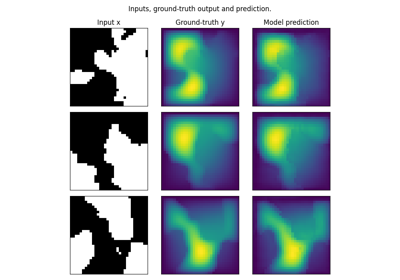 Inputs, ground-truth output and prediction.
Input x
Ground-truth y
Model prediction